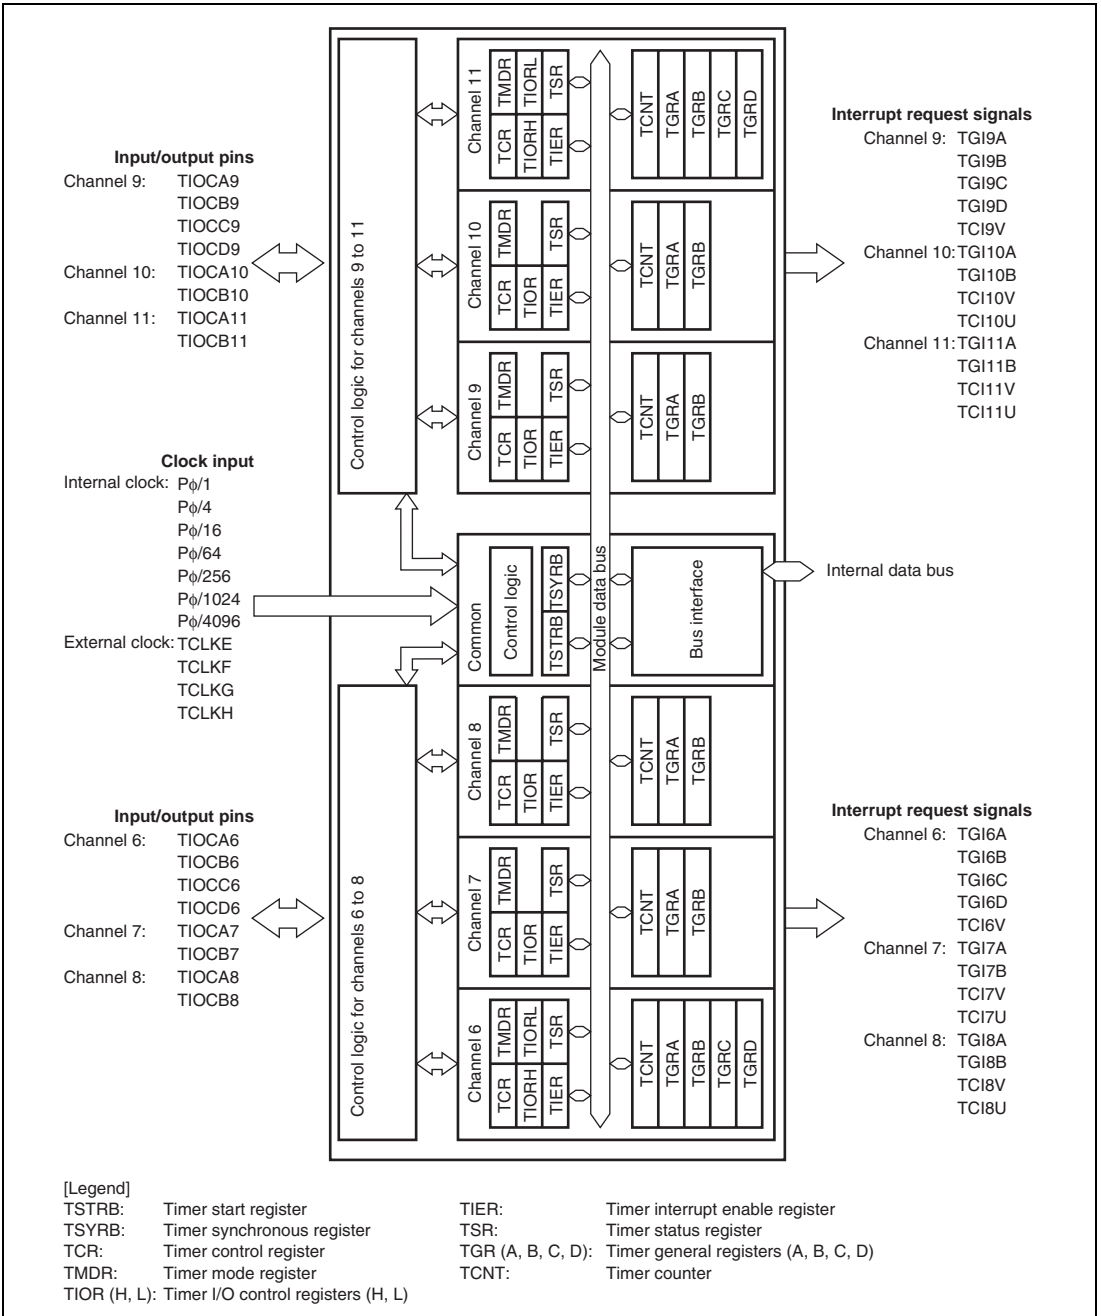 Input/output pins
Channel 9: TIOCA9
TIOCB9
TIOCC9
TIOCD9
Channel 10: TIOCA10
TIOCB10
Channel 11: TIOCA11
TIOCB11
Clock input
Internal clock: Pϕ/1
Pϕ/4
Pϕ/16
Pϕ/64
Pϕ/256
Pϕ/1024
Pϕ/4096
External clock: TCLKE
TCLKF
TCLKG
TCLKH
Input/output pins
Channel 6: TIOCA6
TIOCB6
TIOCC6
TIOCD6
Channel 7: TIOCA7
TIOCB7
Channel 8: TIOCA8
TIOCB8
Control logic for channels 9 to 11
Control logic for channels 6 to 8
Channel 11
TCR TMDR
TIORH TIORL
TIER TSR
TCNT
TGRA
TGRB
TGRC
TGRD
Channel 10
TCR TMDR
TIOR
TIER TSR
TCNT
TGRA
TGRB
Channel 9
TCR TMDR
TIOR
TIER TSR
TCNT
TGRA
TGRB
Common
Control logic
TSTRB TSYRB
Module data bus
Bus interface
Channel 8
TCR TMDR
TIOR
TIER TSR
TCNT
TGRA
TGRB
Channel 7
TCR TMDR
TIOR
TIER TSR
TCNT
TGRA
TGRB
Channel 6
TCR TMDR
TIORH TIORL
TIER TSR
TCNT
TGRA
TGRB
TGRC
TGRD
Interrupt request signals
Channel 9: TGI9A
TGI9B
TGI9C
TGI9D
TCI9V
Channel 10: TGI10A
TGI10B
TCI10V
TCI10U
Channel 11: TGI11A
TGI11B
TCI11V
TCI11U
Internal data bus
Interrupt request signals
Channel 6: TGI6A
TGI6B
TGI6C
TGI6D
TCI6V
Channel 7: TGI7A
TGI7B
TCI7V
TCI7U
Channel 8: TGI8A
TGI8B
TCI8V
TCI8U
[Legend]
TSTRB: Timer start register
TSYRB: Timer synchronous register
TCR: Timer control register
TMDR: Timer mode register
TIOR (H, L): Timer I/O control registers (H, L)
TIER: Timer interrupt enable register
TSR: Timer status register
TGR (A, B, C, D): Timer general registers (A, B, C, D)
TCNT: Timer counter